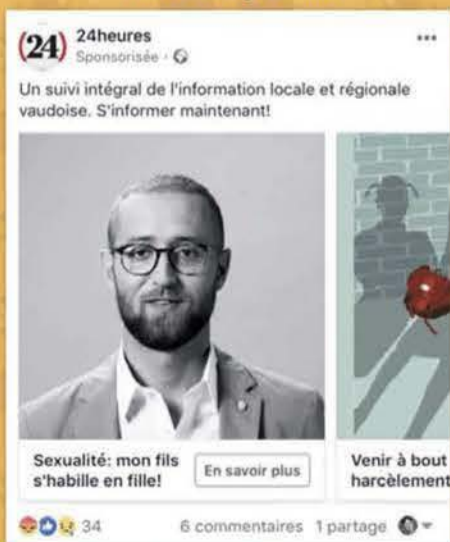 (24) 24heures
Sponsorisée ·
Un suivi intégral de l'information locale et régionale
vaudoise. S'informer maintenant!
Sexualité: mon fils
s'habille en fille!
En savoir plus
Venir à bout
harcèlement
34
6 commentaires 1 partage